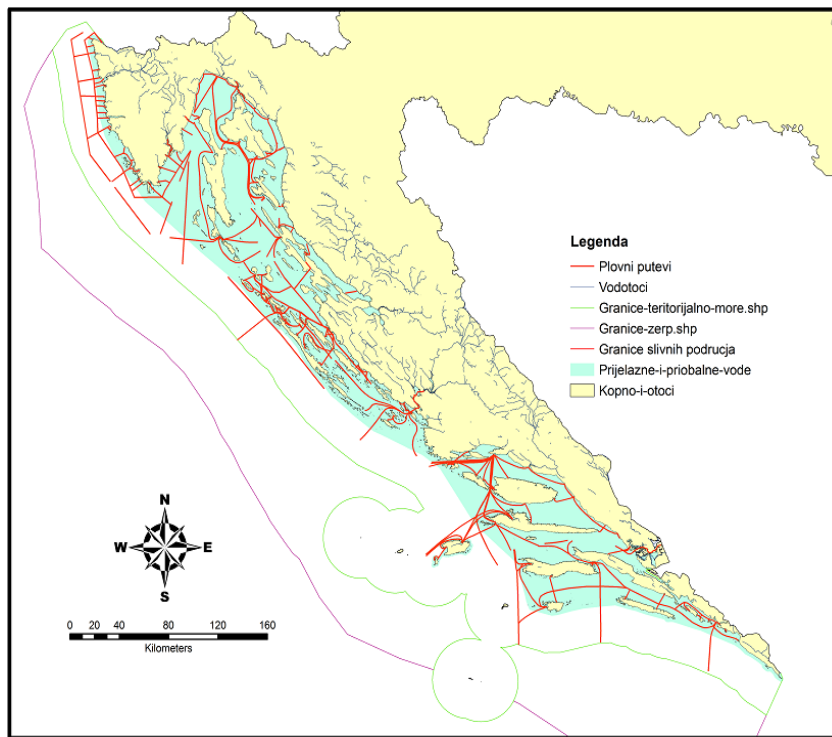 Legenda
Plovni putevi
Vodotoci
Granice-teritorijalno-more.shp
Granice-zerp.shp
Granice slivnih podrucja
Prijelazne-i-priobalne-vode
Kopno-i-otoci
N
W E
S
0 20 40 80 120 160
Kilometers